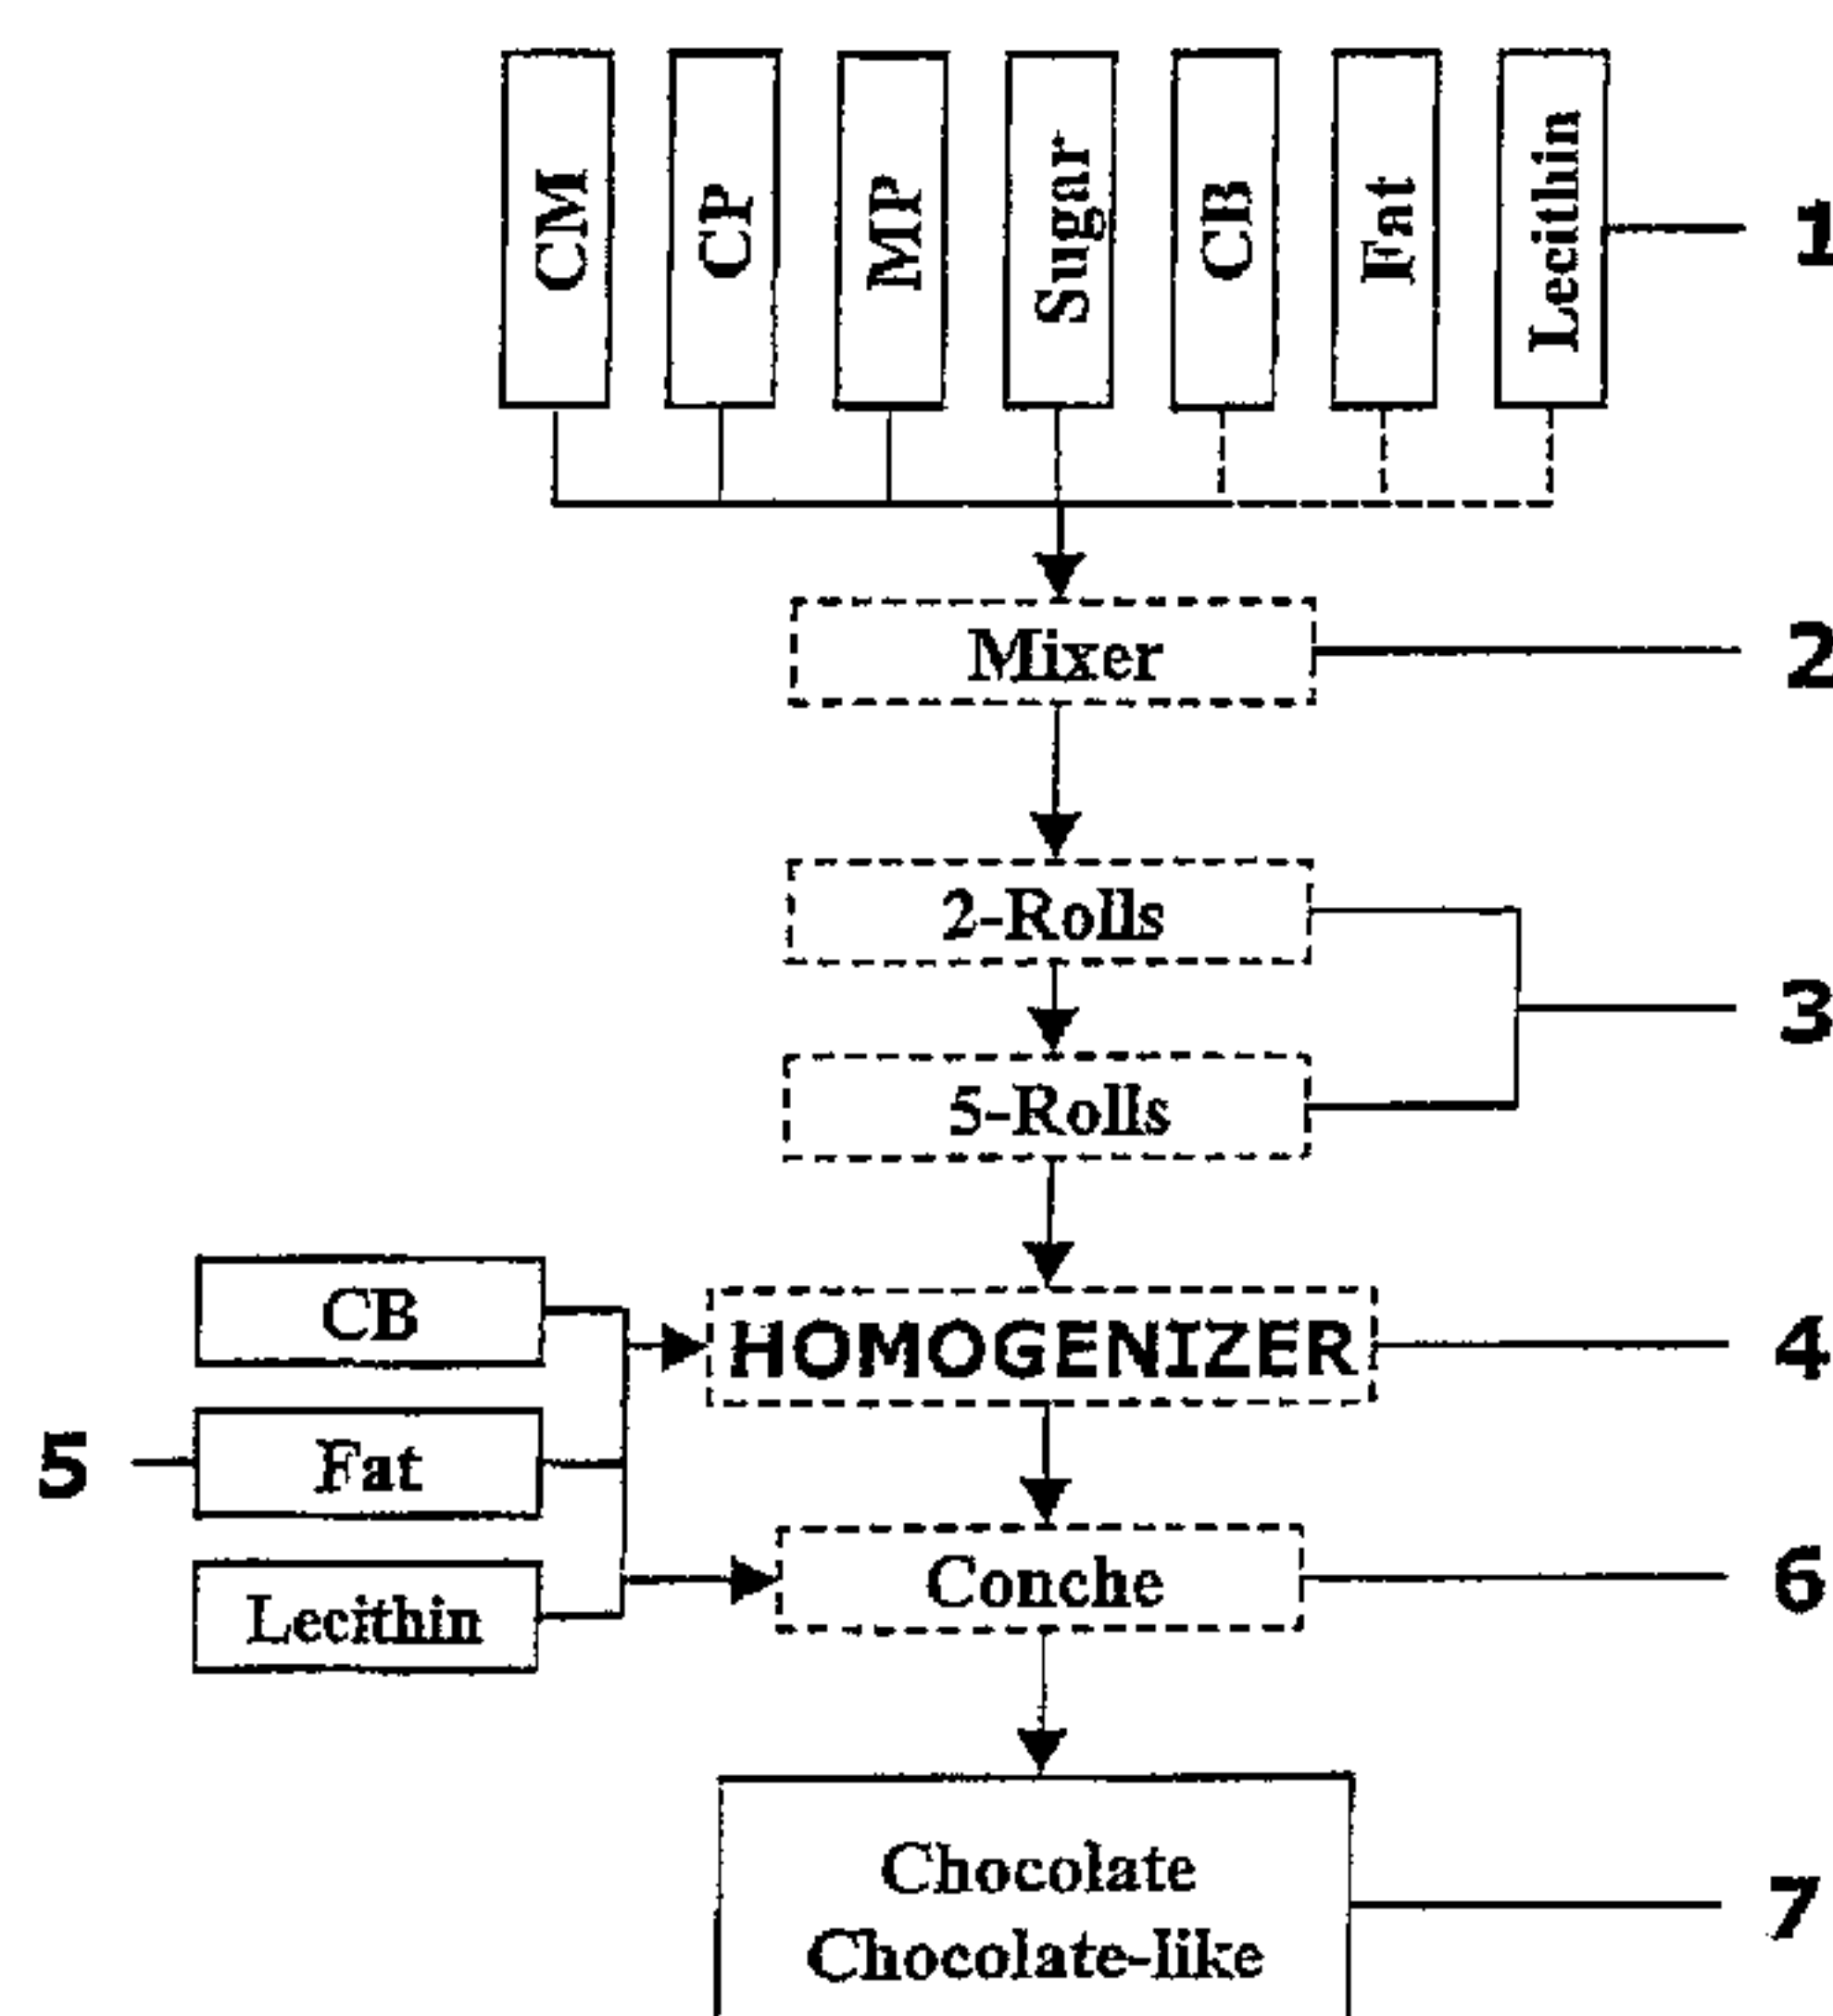 CM
CP
MP
Sugar
CB
Fat
Lecithin
1
Mixer
2
2-Rolls
3
5-Rolls
CB
HOMOGENIZER
4
5
Fat
Conche
6
Lecithin
Chocolate
Chocolate-like
7